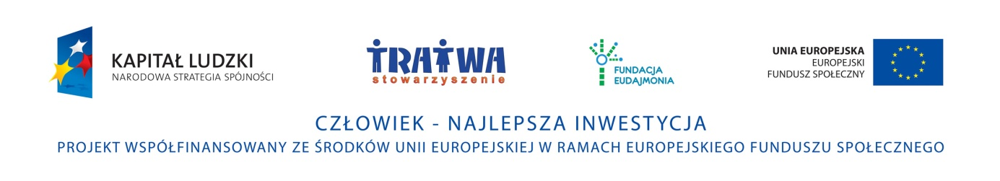 KAPITAŁ LUDZKI
NARODOWA STRATEGIA SPÓJNOŚCI
TRATWA
stowarzyszenie
FUNDACJA
EUDAJMONIA
UNIA EUROPEJSKA
EUROPEJSKI
FUNDUSZ SPOŁECZNY
CZŁOWIEK - NAJLEPSZA INWESTYCJA
PROJEKT WSPÓŁFINANSOWANY ZE ŚRODKÓW UNII EUROPEJSKIEJ W RAMACH EUROPEJSKIEGO FUNDUSZU SPOŁECZNEGO